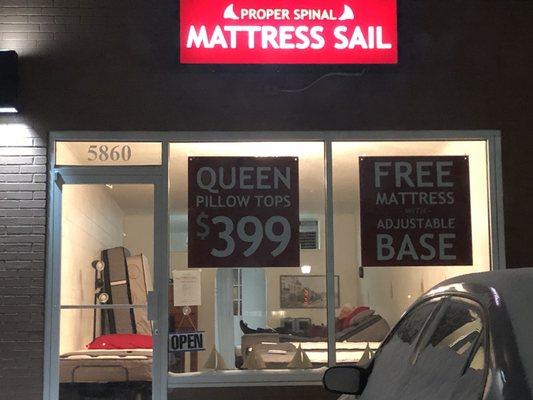 PROPER SPINAL
MATTRESS SAIL
5860
QUEEN
PILLOW TOPS
$399
FREE
MATTRESS
WITH
ADJUSTABLE
BASE
OPEN